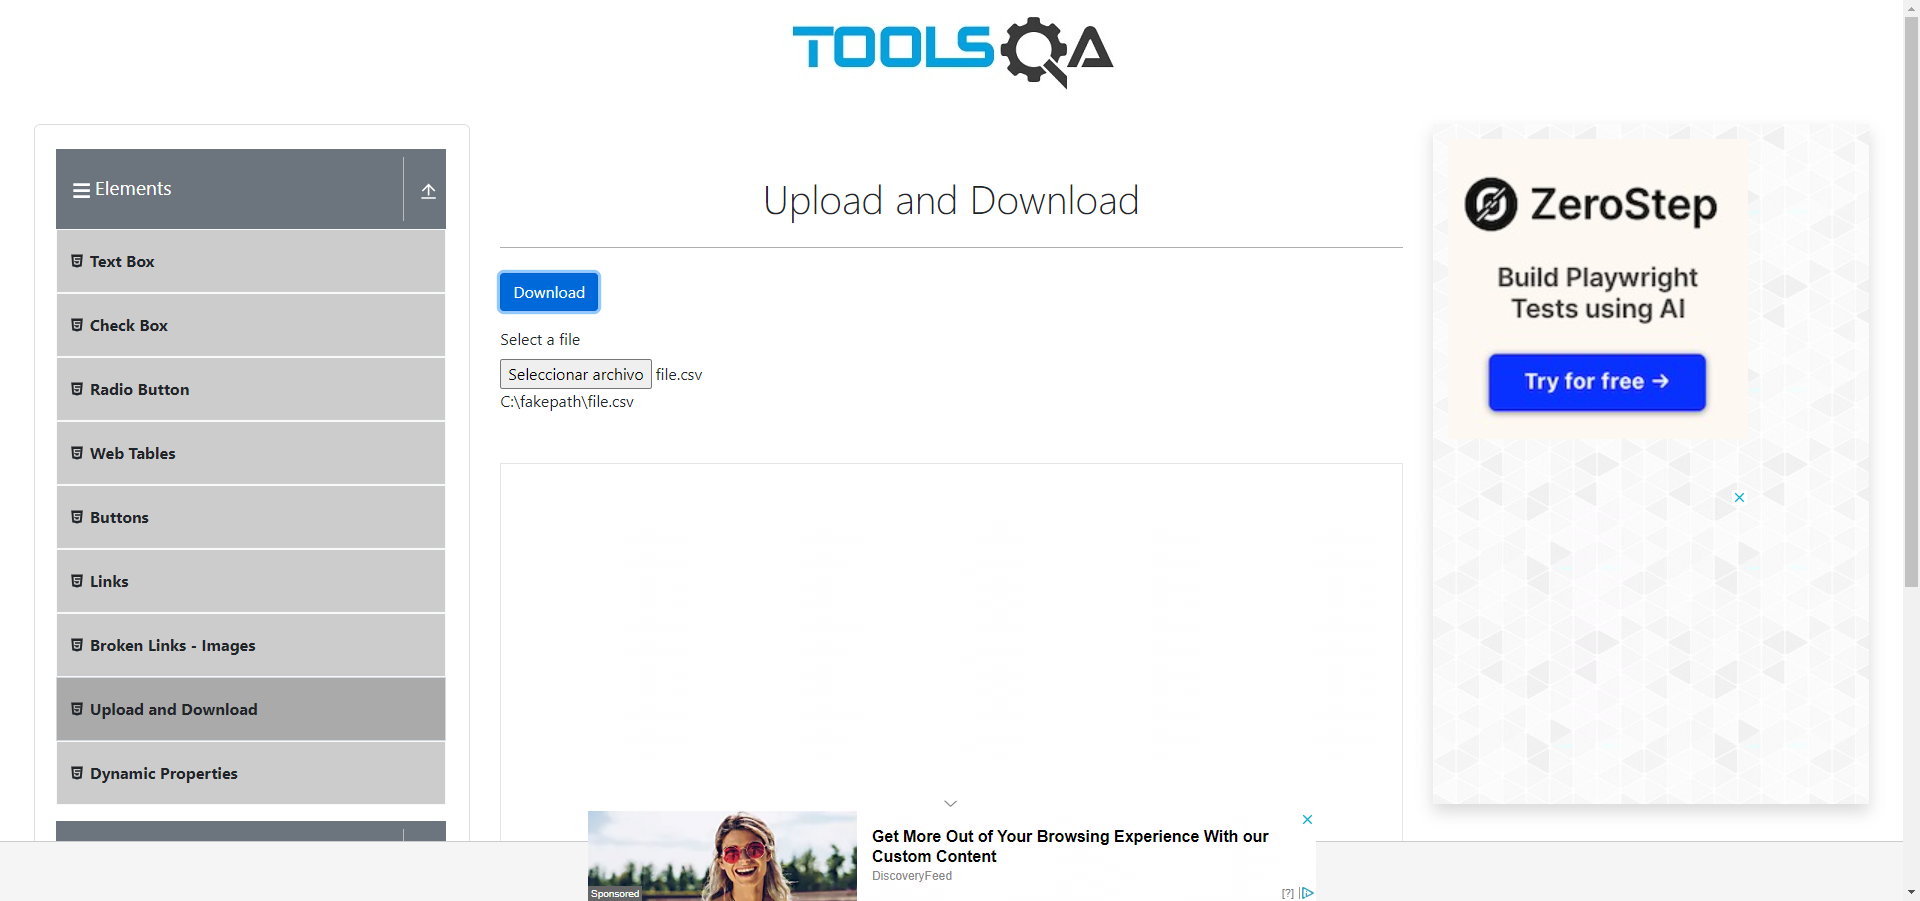 TOOLSQA
Elements
Text Box
Check Box
Radio Button
Web Tables
Buttons
Links
Broken Links - Images
Upload and Download
Dynamic Properties
Upload and Download
Download
Select a file
Seleccionar archivo file.csv
C:\fakepath\file.csv
ZeroStep
Build Playwright
Tests using AI
Try for free →
Sponsored
Get More Out of Your Browsing Experience With our
Custom Content
DiscoveryFeed
[?]